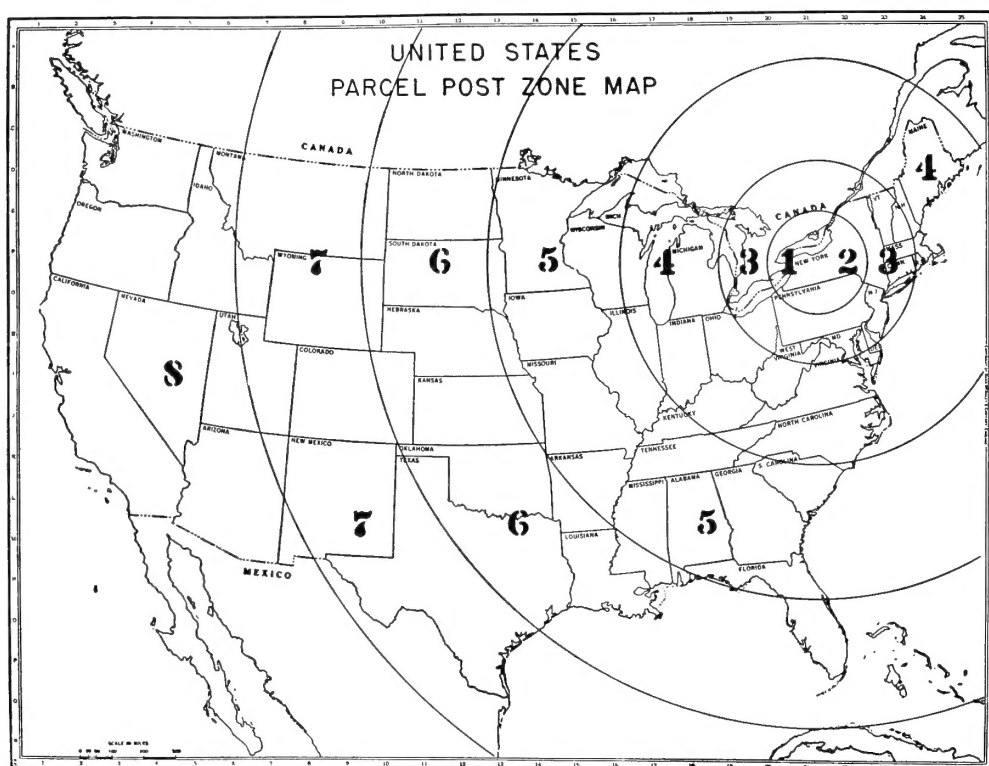 UNITED STATES
PARCEL POST ZONE MAP
CANADA
WASHINGTON
MONTANA
NORTH DAKOTA
MINNESOTA
MAINE
4
IDAHO
OREGON
WISCONSIN
MICH
CANADA
VT
N H
MASS
SOUTH DAKOTA
WYOMING
MICHIGAN
NEW YORK
7
6
5
4
3
1
2
3
CALIFORNIA
NEVADA
PENNSYLVANIA
N J
IOWA
NEBRASKA
ILLINOIS
UTAH
INDIANA
OHIO
MD
DE
WEST
VIRGINIA
VIRGINIA
COLORADO
MISSOURI
8
KANSAS
KENTUCKY
NORTH CAROLINA
ARIZONA
NEW MEXICO
OKLAHOMA
TENNESSEE
TEXAS
ARKANSAS
S CAROLINA
MISSISSIPPI
ALABAMA
GEORGIA
7
6
5
LOUISIANA
FLORIDA
MEXICO
SCALE IN MILES